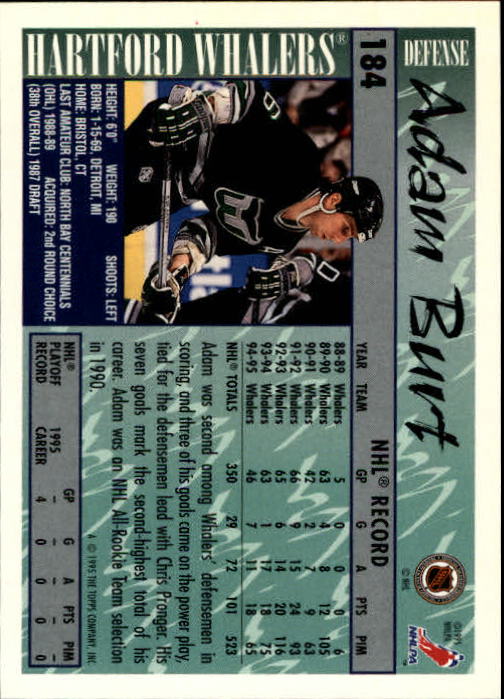 HARTFORD WHALERS®
184
DEFENSE
Adam Burt
© NHL
©1995 NHLPA
NHLPA
HEIGHT: 6'0" WEIGHT: 190 SHOOTS: LEFT
BORN: 1-15-69, DETROIT, MI
HOME: BRISTOL, CT
LAST AMATEUR CLUB: NORTH BAY CENTENNIALS
(OHL) 1988-89 ACQUIRED: 2nd ROUND CHOICE
(38th OVERALL) 1987 DRAFT
NHL® RECORD
YEAR TEAM GP G A PTS PIM
88-89 Whalers 5 0 0 0 6
89-90 Whalers 63 4 8 12 105
90-91 Whalers 42 2 7 9 63
91-92 Whalers 66 9 15 24 93
92-93 Whalers 65 6 14 20 116
93-94 Whalers 63 1 17 18 75
94-95 Whalers 46 7 11 18 65
NHL® TOTALS 350 29 72 101 523
Adam was second among Whalers' defensemen in
scoring, and three of his goals came on the power play,
tied for the defensemen lead with Chris Pronger. His
seven goals mark the second-highest total of his
career. Adam was an NHL All-Rookie Team selection
in 1990.
A © 1995 THE TOPPS COMPANY, INC.
NHL® PLAYOFF RECORD
GP G A PTS PIM
1995 - - - - -
CAREER 4 0 0 0 0